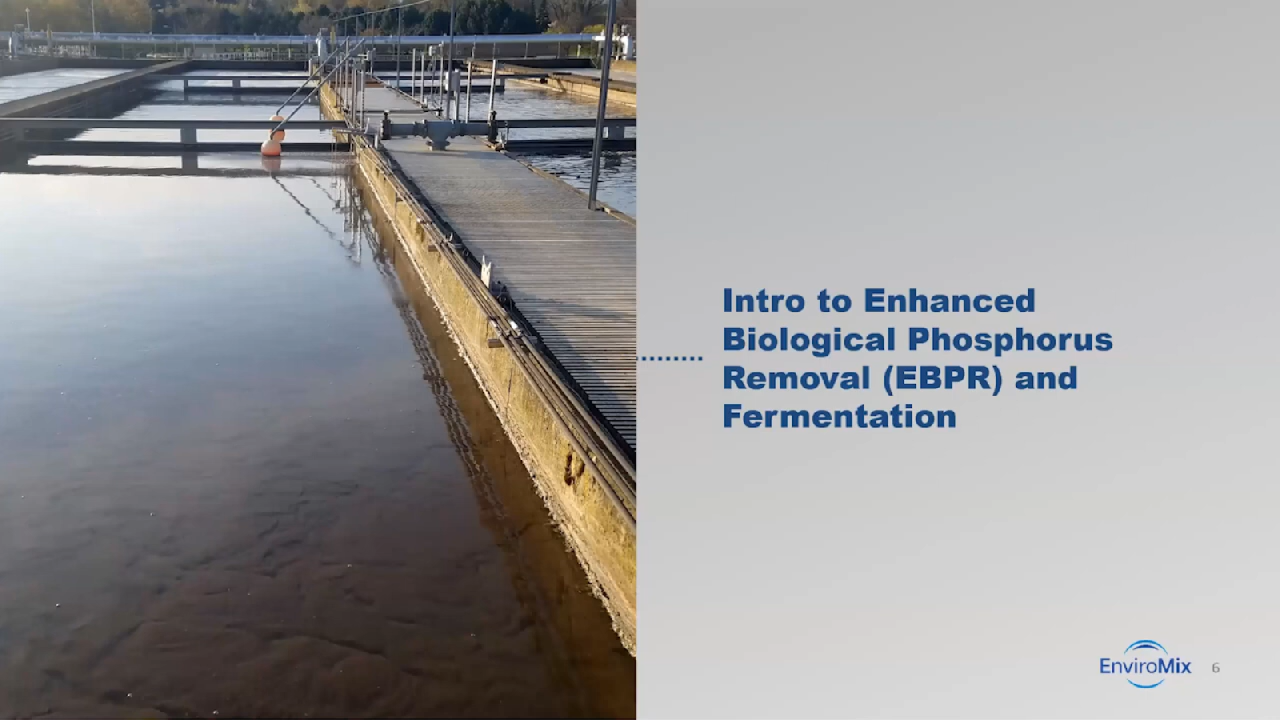 Intro to Enhanced
Biological Phosphorus
Removal (EBPR) and
Fermentation
EnviroMix
6